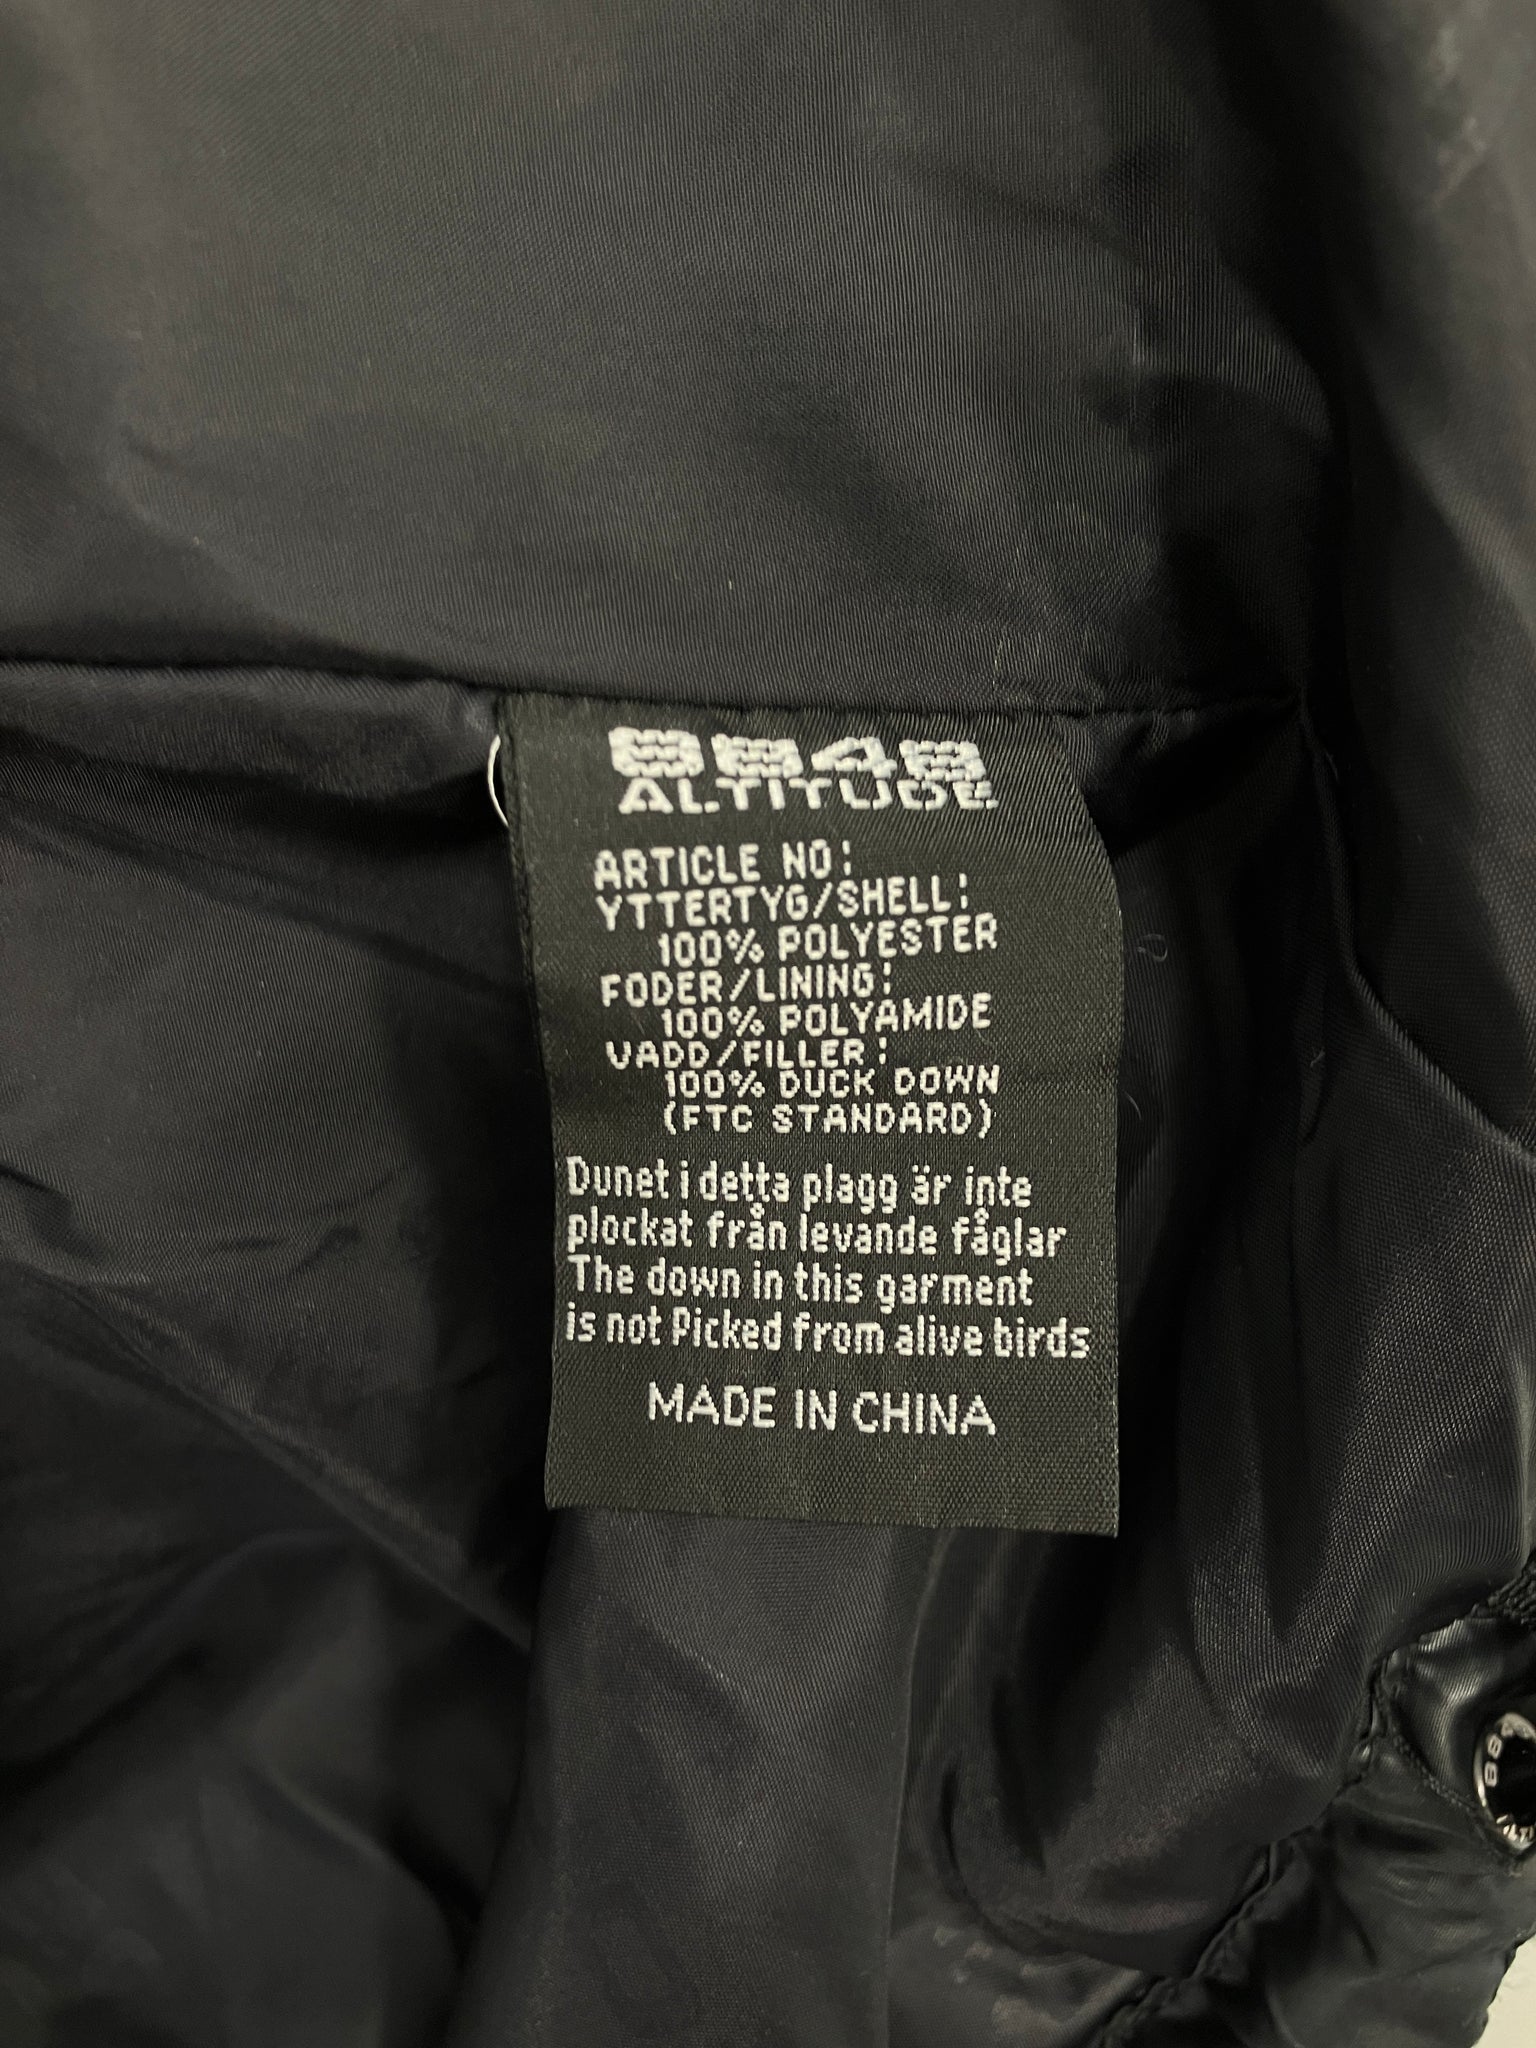 8848
ALTITUDE
ARTICLE NO:
YTTERTYG/SHELL:
100% POLYESTER
FODER/LINING:
100% POLYAMIDE
VADD/FILLER:
100% DUCK DOWN
(FTC STANDARD)
Dunet i detta plagg är inte
plockat från levande fåglar
The down in this garment
is not Picked from alive birds
MADE IN CHINA